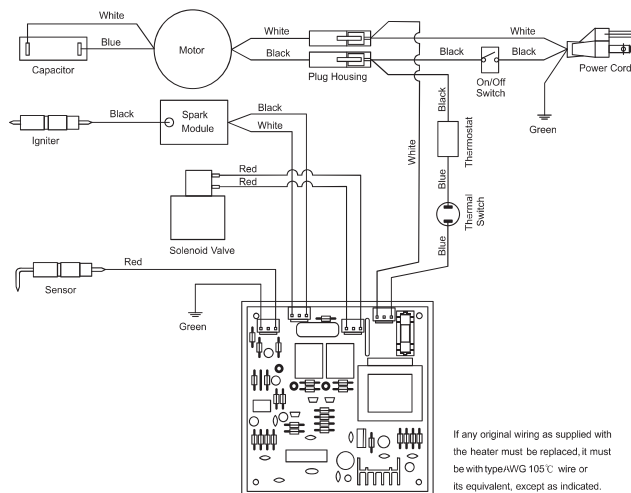 White
White
White
Blue
Motor
Black
Black
Black
Capacitor
Plug Housing
On/Off
Switch
Power Cord
Black
Black
Spark
Module
Black
White
Igniter
White
Thermostat
Green
Blue
Red
Red
Thermal
Switch
Solenoid Valve
Blue
Red
Sensor
Green
If any original wiring as supplied with
the heater must be replaced, it must
be with typeAWG 105℃ wire or
its equivalent, except as indicated.